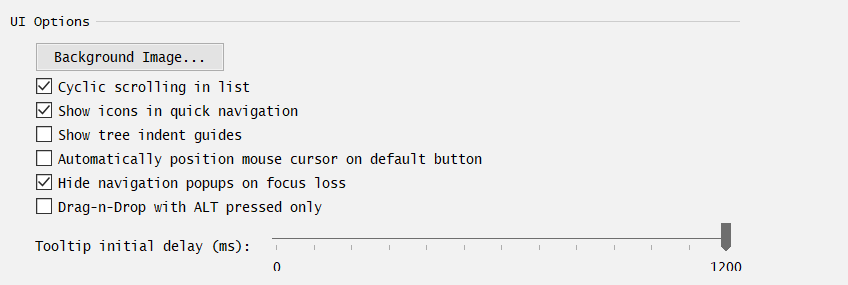 UI Options
Background Image...
Cyclic scrolling in list
Show icons in quick navigation
Show tree indent guides
Automatically position mouse cursor on default button
Hide navigation popups on focus loss
Drag-n-Drop with ALT pressed only
Tooltip initial delay (ms):
0 1200